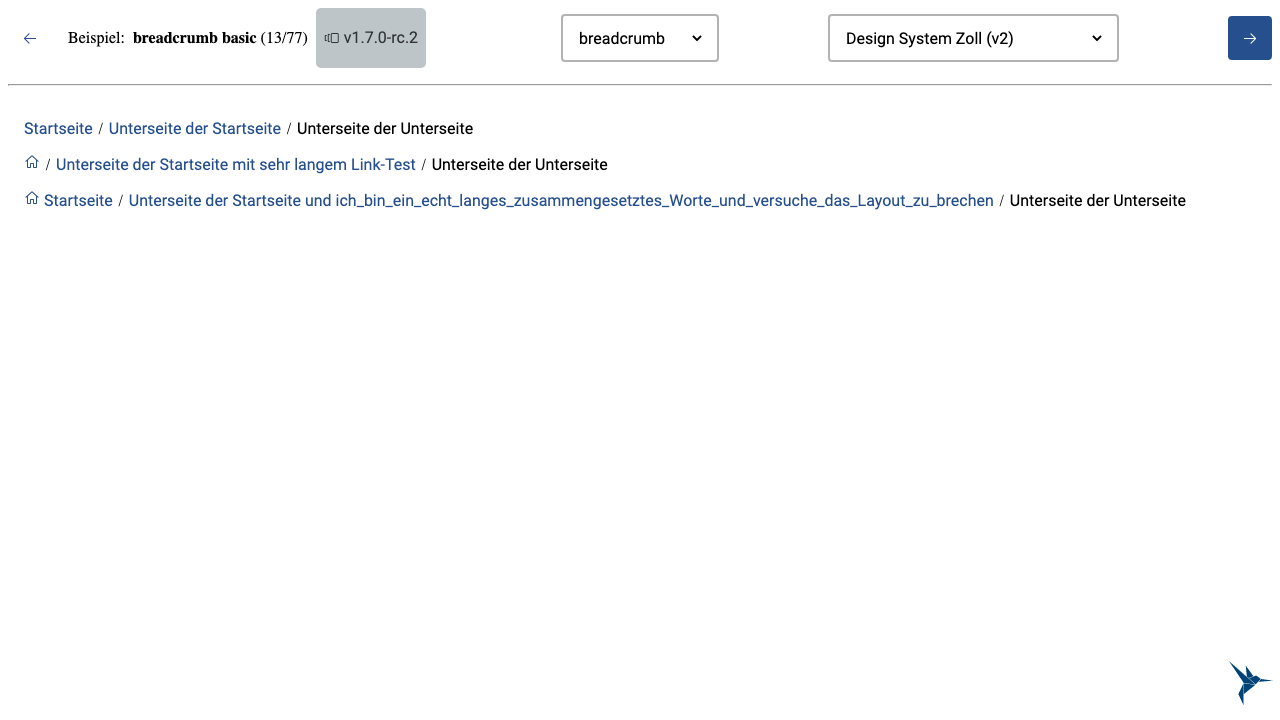 Beispiel: breadcrumb basic (13/77) v1.7.0-rc.2 breadcrumb Design System Zoll (v2)
Startseite / Unterseite der Startseite / Unterseite der Unterseite
/ Unterseite der Startseite mit sehr langem Link-Test / Unterseite der Unterseite
Startseite / Unterseite der Startseite und ich_bin_ein_echt_langes_zusammengesetztes_Worte_und_versuche_das_Layout_zu_brechen / Unterseite der Unterseite